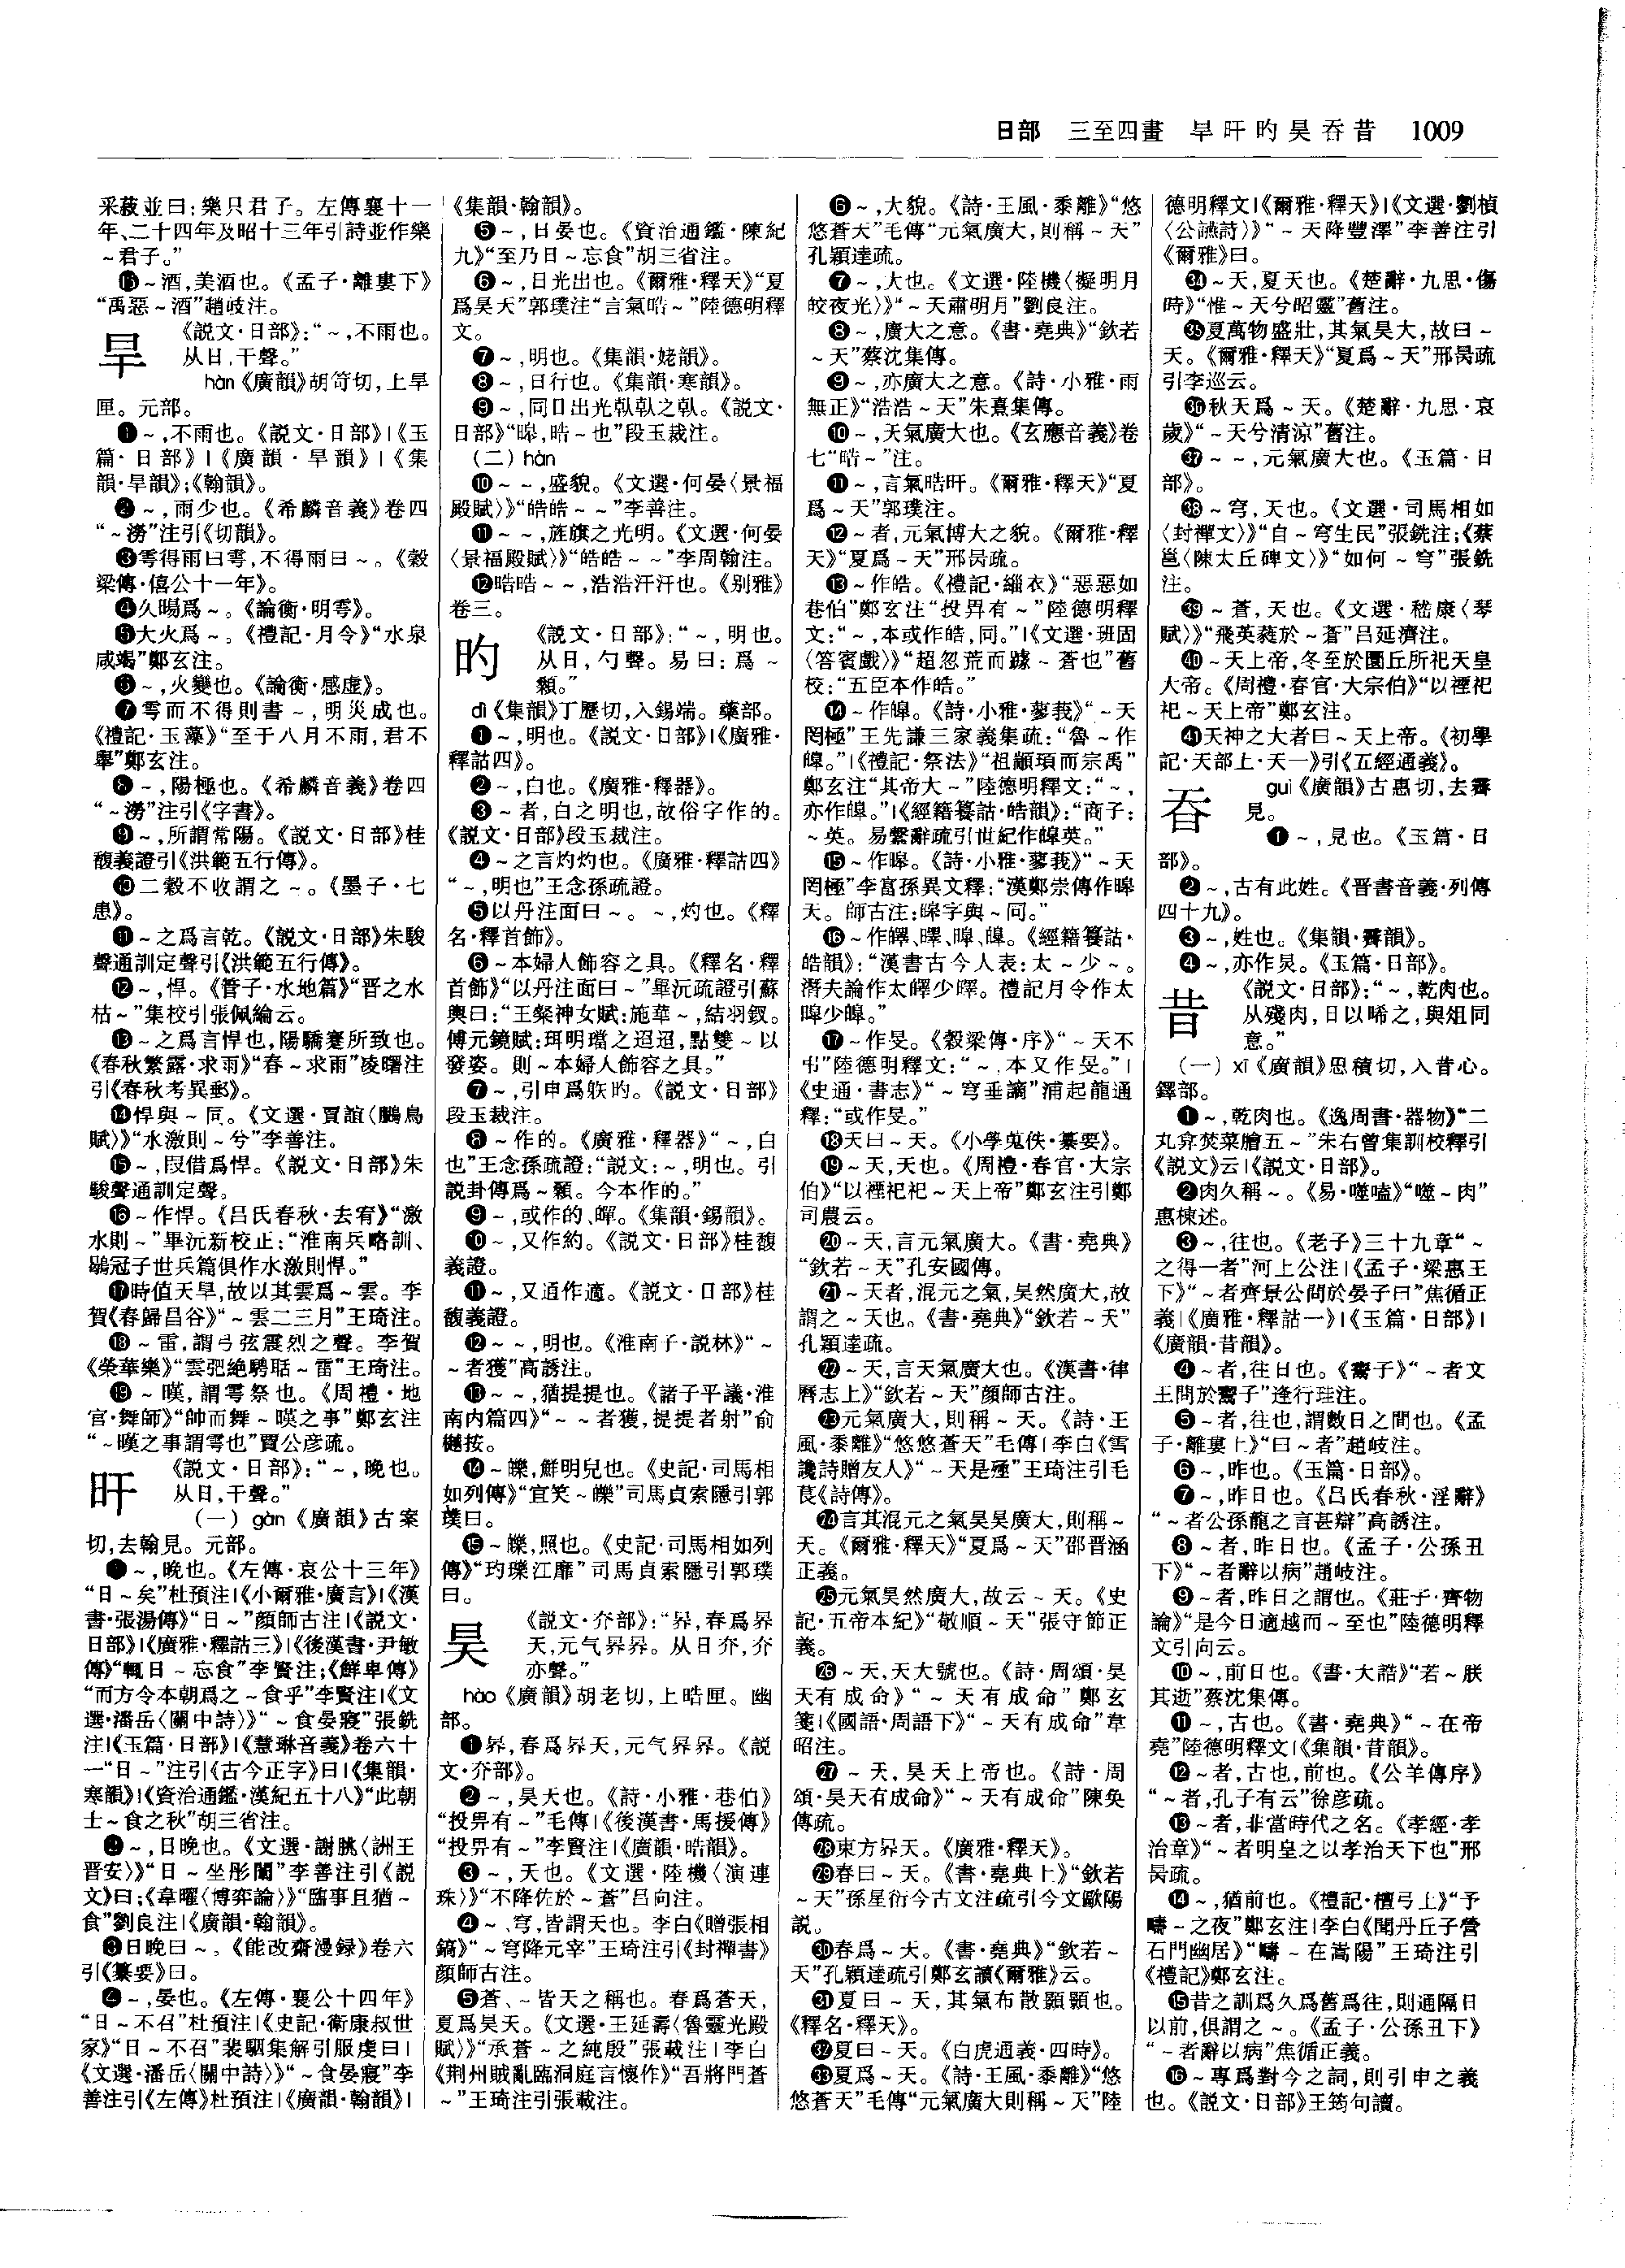 日部 三至四畫 旱旰旳昊昋昔 1009
采菽並曰:樂只君子。左傳襄十一
年、二十四年及昭十三年引詩並作樂
~君子。”
⓯~酒,美酒也。《孟子·離婁下》
“禹惡~酒”趙岐注。
旱 《説文·日部》:“~,不雨也。
从日,干聲。”
hàn《廣韻》胡笴切,上旱
匣。元部。
❶~,不雨也。《説文·日部》|《玉
篇·日部》|《廣韻·旱韻》|《集
韻·旱韻》;《翰韻》。
❷~,雨少也。《希麟音義》卷四
“~澇”注引《切韻》。
❸雩得雨曰雩,不得雨曰~。《穀
梁傳·僖公十一年》。
❹久暘爲~。《論衡·明雩》。
❺大火爲~。《禮記·月令》“水泉
咸竭”鄭玄注。
❻~,火變也。《論衡·感虚》。
❼雩而不得則書~,明災成也。
《禮記·玉藻》“至于八月不雨,君不
舉”鄭玄注。
❽~,陽極也。《希麟音義》卷四
“~澇”注引《字書》。
❾~,所謂常陽。《説文·日部》桂
馥義證引《洪範五行傳》。
❿二穀不收謂之~。《墨子·七
患》。
⓫~之爲言乾。《説文·日部》朱駿
聲通訓定聲引《洪範五行傳》。
⓬~,悍。《管子·水地篇》“晋之水
枯~”集校引張佩綸云。
⓭~之爲言悍也,陽驕蹇所致也。
《春秋繁露·求雨》“春~求雨”凌曙注
引《春秋考異郵》。
⓮悍與~同。《文選·賈誼〈鵩鳥
賦〉》“水激則~兮”李善注。
⓯~,叚借爲悍。《説文·日部》朱
駿聲通訓定聲。
⓰~作悍。《吕氏春秋·去宥》“激
水則~”畢沅新校正:“淮南兵略訓、
鶡冠子世兵篇俱作水激則悍。”
⓱時值天旱,故以其雲爲~雲。李
賀《春歸昌谷》“~雲二三月”王琦注。
⓲~雷,謂弓弦震烈之聲。李賀
《榮華樂》“雲弝絶騁聒~雷”王琦注。
⓳~暵,謂雩祭也。《周禮·地
官·舞師》“帥而舞~暵之事”鄭玄注
“~暵之事謂雩也”賈公彦疏。
旰 《説文·日部》:“~,晚也。
从日,干聲。”
(一)gàn《廣韻》古案
切,去翰見。元部。
❶~,晚也。《左傳·哀公十三年》
“日~矣”杜預注|《小爾雅·廣言》|《漢
書·張湯傳》“日~”顔師古注|《説文·
日部》|《廣雅·釋詁三》|《後漢書·尹敏
傳》“輒日~忘食”李賢注;《鮮卑傳》
“而方令本朝爲之~食乎”李賢注|《文
選·潘岳〈關中詩〉》“~食晏寢”張銑
注|《玉篇·日部》|《慧琳音義》卷六十
一“日~”注引《古今正字》曰|《集韻·
寒韻》|《資治通鑑·漢紀五十八》“此朝
士~食之秋”胡三省注。
❷~,日晚也。《文選·謝朓〈詶王
晋安〉》“日~坐彤闈”李善注引《説
文》曰;《韋曜〈博弈論〉》“臨事且猶~
食”劉良注|《廣韻·翰韻》。
❸日晚曰~。《能改齋漫録》卷六
引《纂要》曰。
❹~,晏也。《左傳·襄公十四年》
“日~不召”杜預注|《史記·衛康叔世
家》“日~不召”裴駰集解引服虔曰|
《文選·潘岳〈關中詩〉》“~食晏寢”李
善注引《左傳》杜預注|《廣韻·翰韻》|
《集韻·翰韻》。
❺~,日晏也。《資治通鑑·陳紀
九》“至乃日~忘食”胡三省注。
❻~,日光出也。《爾雅·釋天》“夏
爲昊天”郭璞注“言氣晧~”陸德明釋
文。
❼~,明也。《集韻·姥韻》。
❽~,日行也。《集韻·寒韻》。
❾~,同日出光倝倝之倝。《説文·
日部》“暤,晧~也”段玉裁注。
(二)hàn
❿~~,盛貌。《文選·何晏〈景福
殿賦〉》“皓皓~~”李善注。
⓫~~,旌旗之光明。《文選·何晏
〈景福殿賦〉》“皓皓~~”李周翰注。
⓬晧晧~~,浩浩汗汗也。《别雅》
卷三。
旳 《説文·日部》:“~,明也。
从日,勺聲。易曰:爲~
顙。”
dì《集韻》丁歷切,入錫端。藥部。
❶~,明也。《説文·日部》|《廣雅·
釋詁四》。
❷~,白也。《廣雅·釋器》。
❸~者,白之明也,故俗字作的。
《説文·日部》段玉裁注。
❹~之言灼灼也。《廣雅·釋詁四》
“~,明也”王念孫疏證。
❺以丹注面曰~。~,灼也。《釋
名·釋首飾》。
❻~本婦人飾容之具。《釋名·釋
首飾》“以丹注面曰~”畢沅疏證引蘇
輿曰:“王粲神女賦:施華~,結羽釵。
傅元鏡賦:珥明璫之迢迢,點雙~以
發姿。則~本婦人飾容之具。”
❼~,引申爲䠶旳。《説文·日部》
段玉裁注。
❽~作的。《廣雅·釋器》“~,白
也”王念孫疏證:“説文:~,明也。引
説卦傳爲~顙。今本作的。”
❾~,或作的、㿨。《集韻·錫韻》。
❿~,又作約。《説文·日部》桂馥
義證。
⓫~,又通作適。《説文·日部》桂
馥義證。
⓬~~,明也。《淮南子·説林》“~
~者獲”高誘注。
⓭~~,猶提提也。《諸子平議·淮
南内篇四》“~~者獲,提提者射”俞
樾按。
⓮~皪,鮮明皃也。《史記·司馬相
如列傳》“宜笑~皪”司馬貞索隱引郭
璞曰。
⓯~皪,照也。《史記·司馬相如列
傳》“玓瓅江靡”司馬貞索隱引郭璞
曰。
昊 《説文·夰部》:“昦,春爲昦
天,元气昦昦。从日夰,夰
亦聲。”
hào《廣韻》胡老切,上晧匣。幽
部。
❶昦,春爲昦天,元气昦昦。《説
文·夰部》。
❷~,昊天也。《詩·小雅·巷伯》
“投畀有~”毛傳|《後漢書·馬援傳》
“投畀有~”李賢注|《廣韻·晧韻》。
❸~,天也。《文選·陸機〈演連
珠〉》“不降佐於~蒼”吕向注。
❹~、穹,皆謂天也。李白《贈張相
鎬》“~穹降元宰”王琦注引《封禪書》
顔師古注。
❺蒼、~皆天之稱也。春爲蒼天,
夏爲昊天。《文選·王延壽〈魯靈光殿
賦〉》“承蒼~之純殷”張載注|李白
《荆州賊亂臨洞庭言懷作》“吾將問蒼
~”王琦注引張載注。
❻~,大貌。《詩·王風·黍離》“悠
悠蒼天”毛傳“元氣廣大,則稱~天”
孔穎達疏。
❼~,大也。《文選·陸機〈擬明月
皎夜光〉》“~天肅明月”劉良注。
❽~,廣大之意。《書·堯典》“欽若
~天”蔡沈集傳。
❾~,亦廣大之意。《詩·小雅·雨
無正》“浩浩~天”朱熹集傳。
❿~,天氣廣大也。《玄應音義》卷
七“晧~”注。
⓫~,言氣晧旰。《爾雅·釋天》“夏
爲~天”郭璞注。
⓬~者,元氣博大之貌。《爾雅·釋
天》“夏爲~天”邢昺疏。
⓭~作皓。《禮記·緇衣》“惡惡如
巷伯”鄭玄注“投畀有~”陸德明釋
文:“~,本或作皓,同。”|《文選·班固
〈答賓戲〉》“超忽荒而躆~蒼也”舊
校:“五臣本作皓。”
⓮~作皞。《詩·小雅·蓼莪》“~天
罔極”王先謙三家義集疏:“魯~作
皞。”|《禮記·祭法》“祖顓頊而宗禹”
鄭玄注“其帝大~”陸德明釋文:“~,
亦作皞。”|《經籍籑詁·皓韻》:“商子:
~英。易繫辭疏引世紀作皞英。”
⓯~作暤。《詩·小雅·蓼莪》“~天
罔極”李富孫異文釋:“漢鄭崇傳作暤
天。師古注:暤字與~同。”
⓰~作皥、曎、暤、皞。《經籍籑詁·
皓韻》:“漢書古今人表:太~少~。
潛夫論作太皥少曎。禮記月令作太
暤少皞。”
⓱~作旻。《穀梁傳·序》“~天不
弔”陸德明釋文:“~,本又作旻。”|
《史通·書志》“~穹垂謫”浦起龍通
釋:“或作旻。”
⓲天曰~天。《小學蒐佚·纂要》。
⓳~天,天也。《周禮·春官·大宗
伯》“以禋祀祀~天上帝”鄭玄注引鄭
司農云。
⓴~天,言元氣廣大。《書·堯典》
“欽若~天”孔安國傳。
㉑~天者,混元之氣,昊然廣大,故
謂之~天也。《書·堯典》“欽若~天”
孔穎達疏。
㉒~天,言天氣廣大也。《漢書·律
曆志上》“欽若~天”顔師古注。
㉓元氣廣大,則稱~天。《詩·王
風·黍離》“悠悠蒼天”毛傳|李白《雪
讒詩贈友人》“~天是殛”王琦注引毛
萇《詩傳》。
㉔言其混元之氣昊昊廣大,則稱~
天。《爾雅·釋天》“夏爲~天”邵晋涵
正義。
㉕元氣昊然廣大,故云~天。《史
記·五帝本紀》“敬順~天”張守節正
義。
㉖~天,天大號也。《詩·周頌·昊
天有成命》“~天有成命”鄭玄
箋|《國語·周語下》“~天有成命”韋
昭注。
㉗~天,昊天上帝也。《詩·周
頌·昊天有成命》“~天有成命”陳奂
傳疏。
㉘東方昦天。《廣雅·釋天》。
㉙春曰~天。《書·堯典上》“欽若
~天”孫星衍今古文注疏引今文歐陽
説。
㉚春爲~天。《書·堯典》“欽若~
天”孔穎達疏引鄭玄讀《爾雅》云。
㉛夏曰~天,其氣布散顥顥也。
《釋名·釋天》。
㉜夏曰~天。《白虎通義·四時》。
㉝夏爲~天。《詩·王風·黍離》“悠
悠蒼天”毛傳“元氣廣大則稱~天”陸
德明釋文|《爾雅·釋天》|《文選·劉楨
〈公讌詩〉》“~天降豐澤”李善注引
《爾雅》曰。
㉞~天,夏天也。《楚辭·九思·傷
時》“惟~天兮昭靈”舊注。
㉟夏萬物盛壯,其氣昊大,故曰~
天。《爾雅·釋天》“夏爲~天”邢昺疏
引李巡云。
㊱秋天爲~天。《楚辭·九思·哀
歲》“~天兮清凉”舊注。
㊲~~,元氣廣大也。《玉篇·日
部》。
㊳~穹,天也。《文選·司馬相如
〈封禪文〉》“自~穹生民”張銑注;《蔡
邕〈陳太丘碑文〉》“如何~穹”張銑
注。
㊴~蒼,天也。《文選·嵇康〈琴
賦〉》“飛英蕤於~蒼”吕延濟注。
㊵~天上帝,冬至於圜丘所祀天皇
大帝。《周禮·春官·大宗伯》“以禋祀
祀~天上帝”鄭玄注。
㊶天神之大者曰~天上帝。《初學
記·天部上·天一》引《五經通義》。
昋 guì《廣韻》古惠切,去霽
見。
❶~,見也。《玉篇·日
部》。
❷~,古有此姓。《晋書音義·列傳
四十九》。
❸~,姓也。《集韻·霽韻》。
❹~,亦作炅。《玉篇·日部》。
昔 《説文·日部》:“~,乾肉也。
从殘肉,日以晞之,與俎同
意。”
(一)xī《廣韻》思積切,入昔心。
鐸部。
❶~,乾肉也。《逸周書·器物》“二
丸弇焚菜膾五~”朱右曾集訓校釋引
《説文》云|《説文·日部》。
❷肉久稱~。《易·噬嗑》“噬~肉”
惠棟述。
❸~,往也。《老子》三十九章“~
之得一者”河上公注|《孟子·梁惠王
下》“~者齊景公問於晏子曰”焦循正
義|《廣雅·釋詁一》|《玉篇·日部》|
《廣韻·昔韻》。
❹~者,往日也。《鬻子》“~者文
王問於鬻子”逄行珪注。
❺~者,往也,謂數日之間也。《孟
子·離婁上》“曰~者”趙岐注。
❻~,昨也。《玉篇·日部》。
❼~,昨日也。《吕氏春秋·淫辭》
“~者公孫龍之言甚辯”高誘注。
❽~者,昨日也。《孟子·公孫丑
下》“~者辭以病”趙岐注。
❾~者,昨日之謂也。《莊子·齊物
論》“是今日適越而~至也”陸德明釋
文引向云。
❿~,前日也。《書·大誥》“若~朕
其逝”蔡沈集傳。
⓫~,古也。《書·堯典》“~在帝
堯”陸德明釋文|《集韻·昔韻》。
⓬~者,古也,前也。《公羊傳序》
“~者,孔子有云”徐彦疏。
⓭~者,非當時代之名。《孝經·孝
治章》“~者明皇之以孝治天下也”邢
昺疏。
⓮~,猶前也。《禮記·檀弓上》“予
疇~之夜”鄭玄注|李白《聞丹丘子營
石門幽居》“疇~在嵩陽”王琦注引
《禮記》鄭玄注。
⓯昔之訓爲久爲舊爲往,則通隔日
以前,俱謂之~。《孟子·公孫丑下》
“~者辭以病”焦循正義。
⓰~專爲對今之詞,則引申之義
也。《説文·日部》王筠句讀。